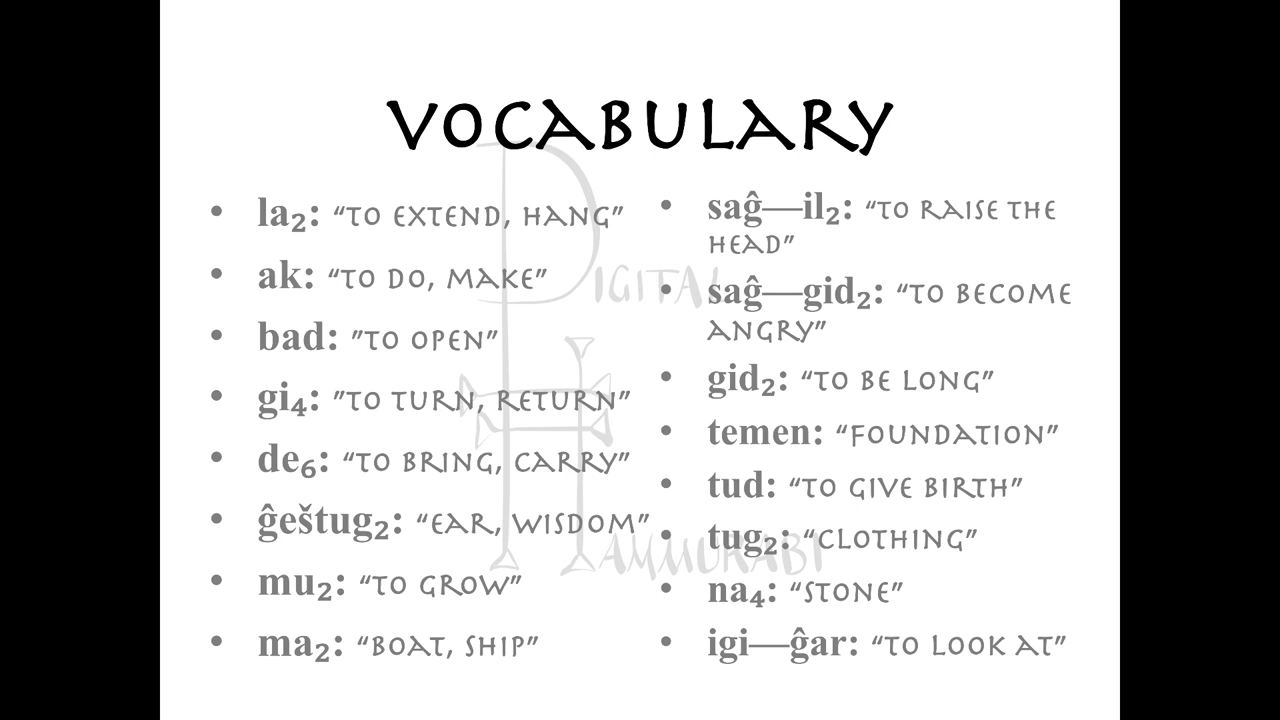 VOCABULARY
• la₂: “TO EXTEND, HANG”
• ak: “TO DO, MAKE”
• bad: ”TO OPEN”
• gi₄: ”TO TURN, RETURN”
• de₆: “TO BRING, CARRY”
• ĝeštug₂: “EAR, WISDOM”
• mu₂: “TO GROW”
• ma₂: “BOAT, SHIP”
• saĝ—il₂: “TO RAISE THE
HEAD”
• saĝ—gid₂: “TO BECOME
ANGRY”
• gid₂: “TO BE LONG”
• temen: “FOUNDATION”
• tud: “TO GIVE BIRTH”
• tug₂: “CLOTHING”
• na₄: “STONE”
• igi—ĝar: “TO LOOK AT”
DIGITAL
HAMMURABI